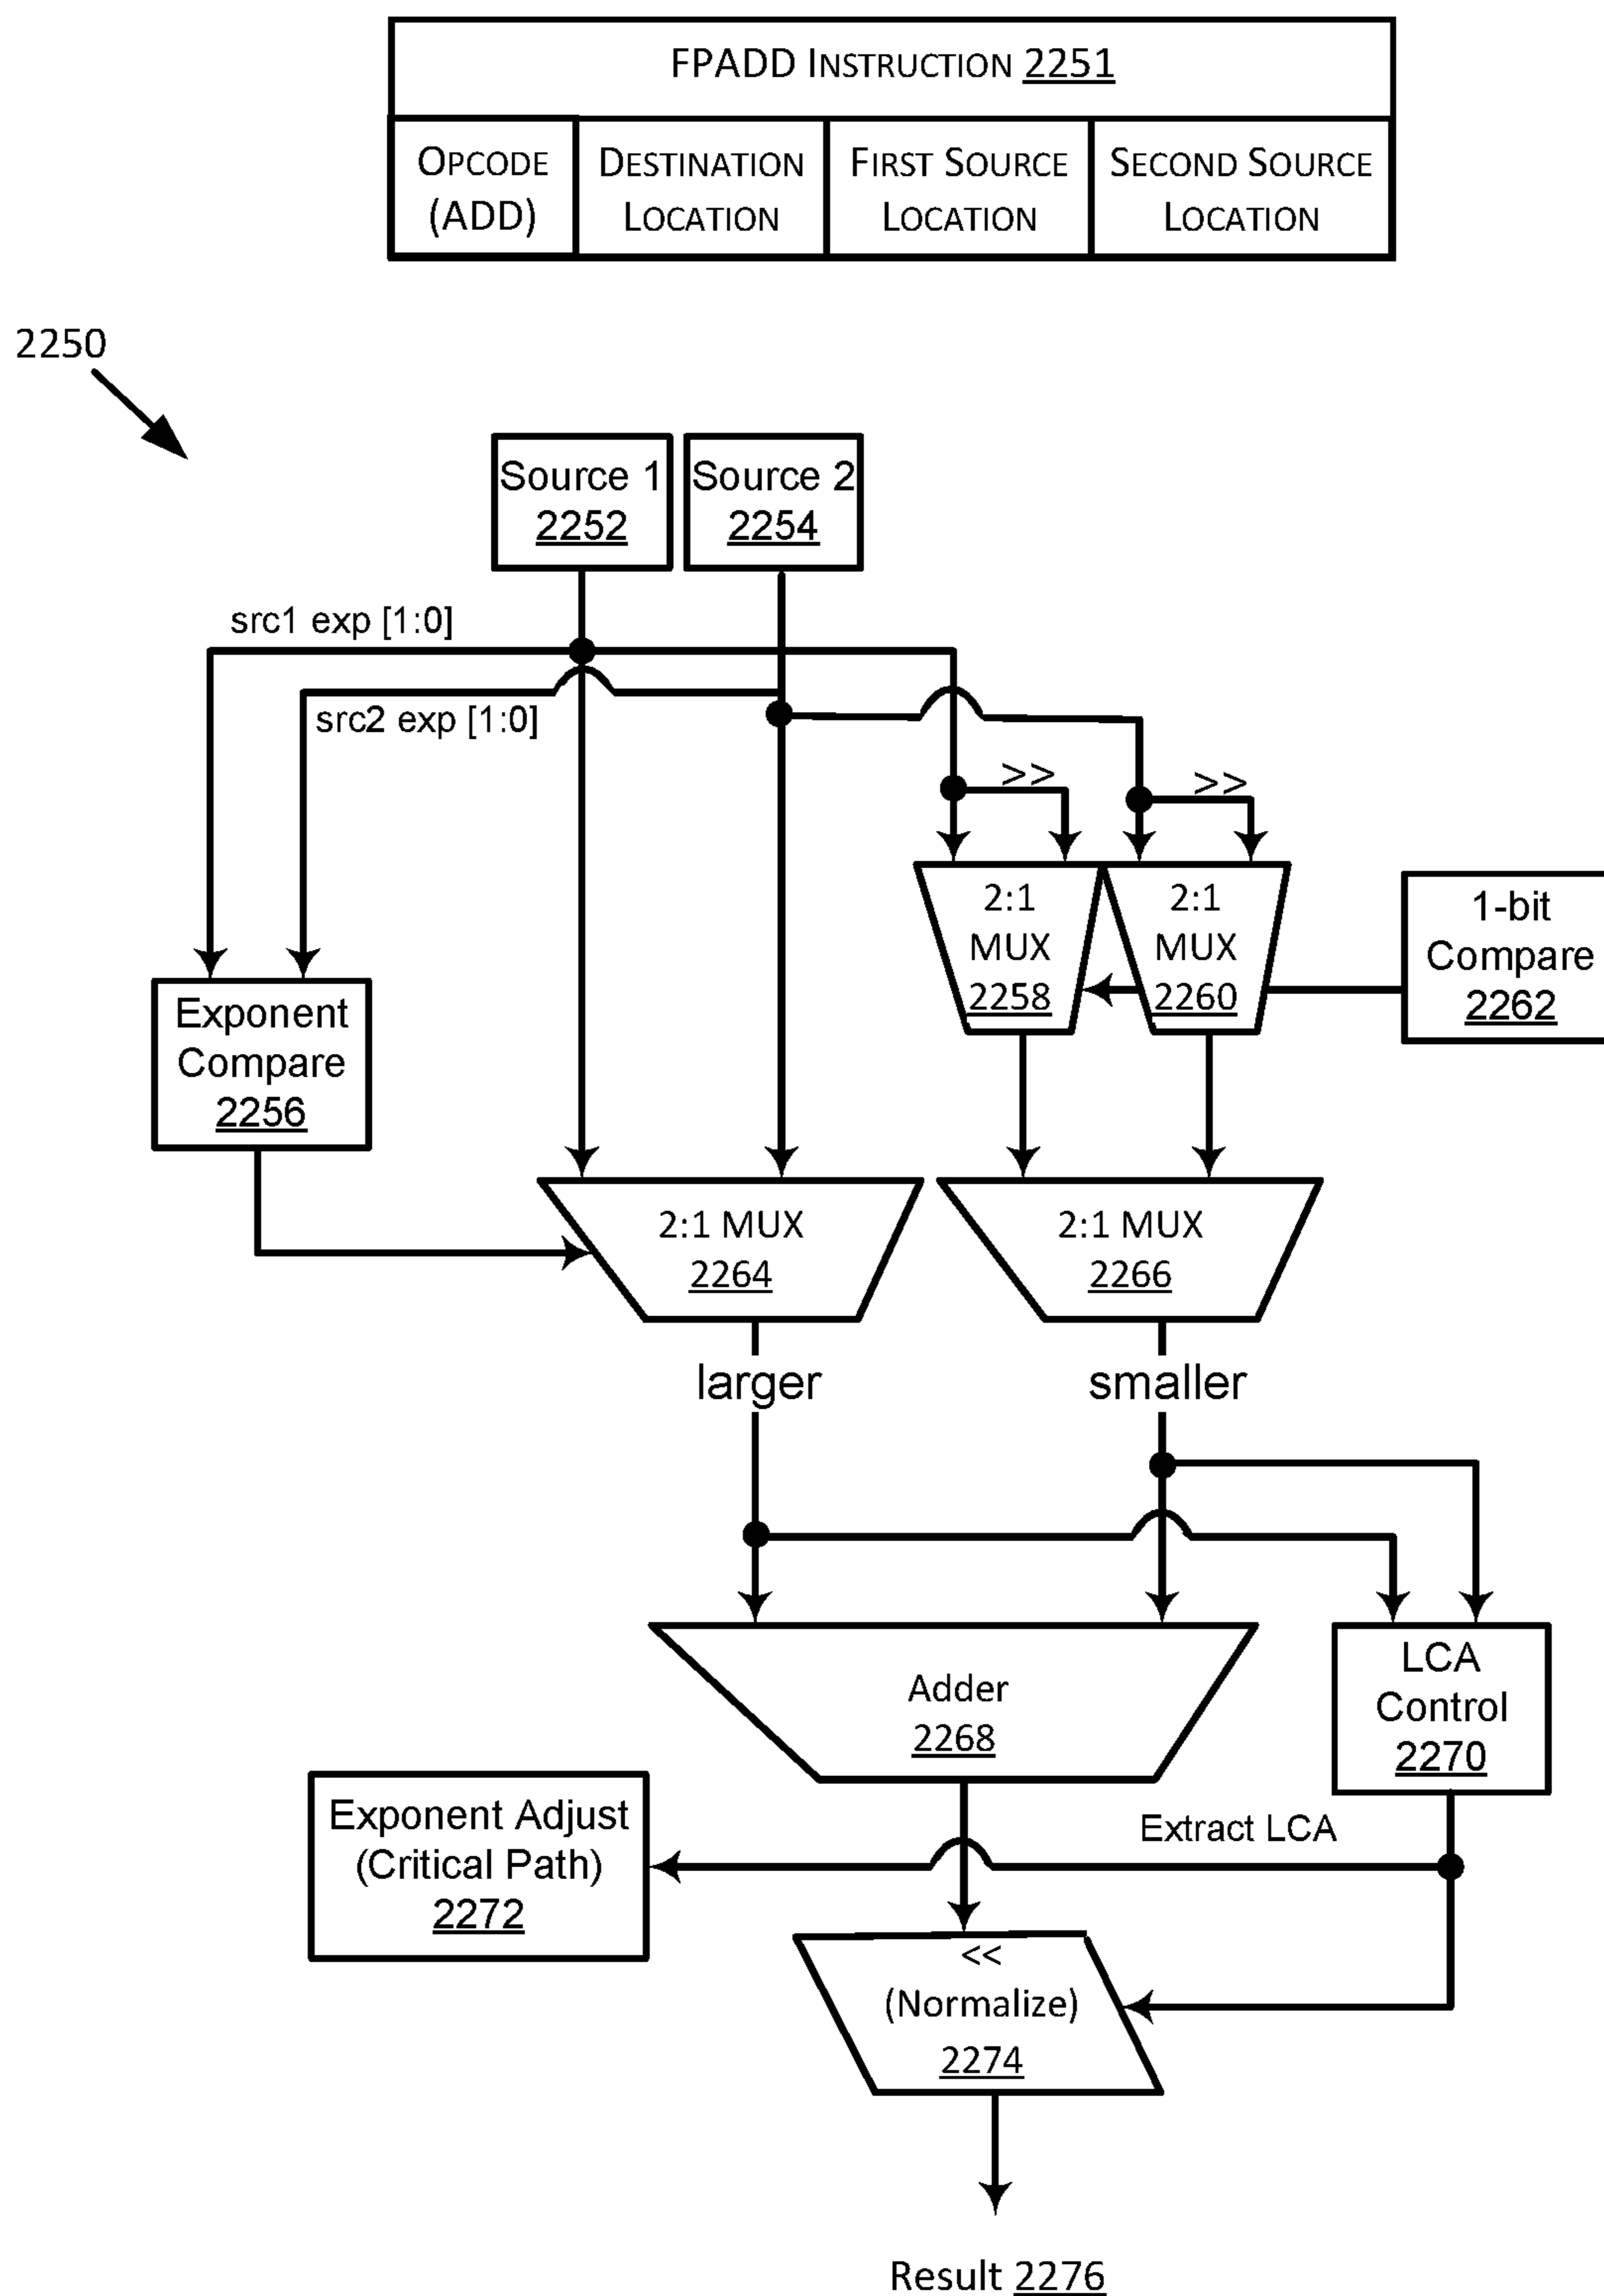 FPADD INSTRUCTION 2251
OPCODE (ADD)
DESTINATION LOCATION
FIRST SOURCE LOCATION
SECOND SOURCE LOCATION
2250
Source 1
2252
Source 2
2254
src1 exp [1:0]
src2 exp [1:0]
>>
>>
2:1
MUX
2258
2:1
MUX
2260
1-bit
Compare
2262
Exponent
Compare
2256
2:1 MUX
2264
2:1 MUX
2266
larger
smaller
Adder
2268
LCA
Control
2270
Extract LCA
Exponent Adjust
(Critical Path)
2272
<<
(Normalize)
2274
Result 2276